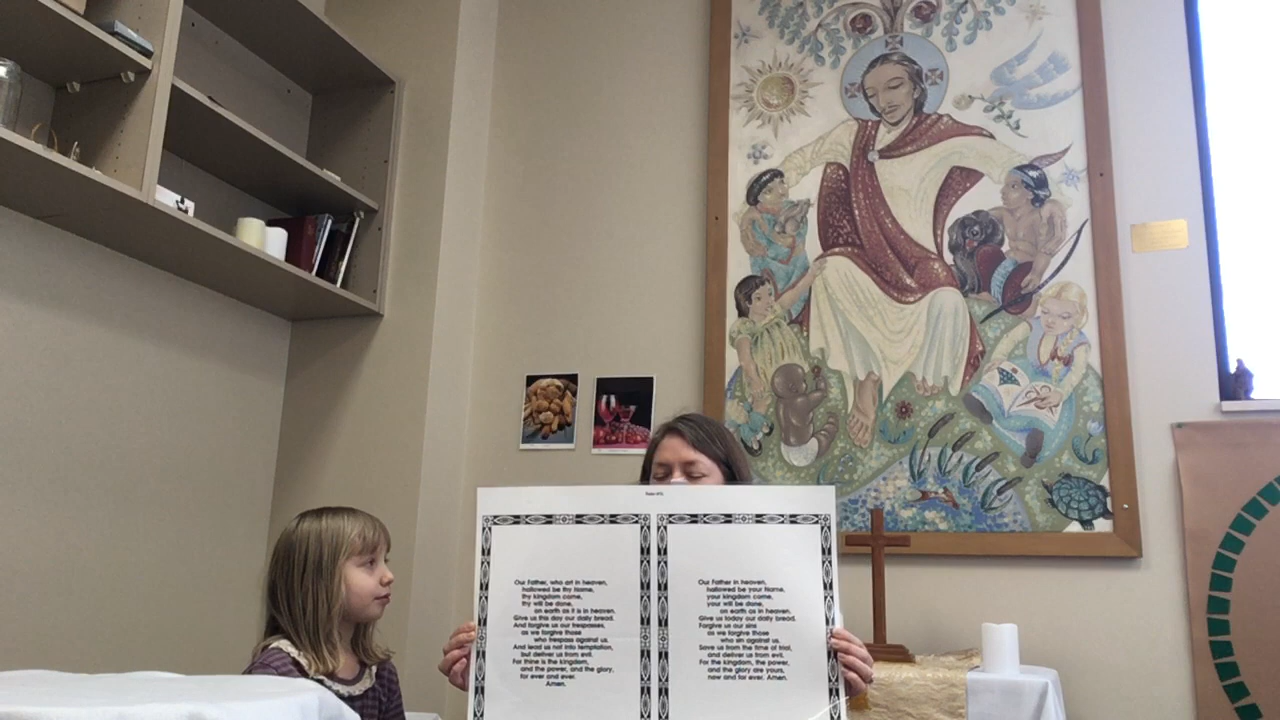 Our Father, who art in heaven,
hallowed be thy Name,
thy kingdom come,
thy will be done,
on earth as it is in heaven.
Give us this day our daily bread.
And forgive us our trespasses,
as we forgive those
who trespass against us.
And lead us not into temptation,
but deliver us from evil.
For thine is the kingdom,
and the power, and the glory,
for ever and ever.
Amen.
Our Father in heaven,
hallowed be your Name,
your kingdom come,
your will be done,
on earth as in heaven.
Give us today our daily bread.
Forgive us our sins
as we forgive those
who sin against us.
Save us from the time of trial,
and deliver us from evil.
For the kingdom, the power,
and the glory are yours,
now and for ever. Amen.